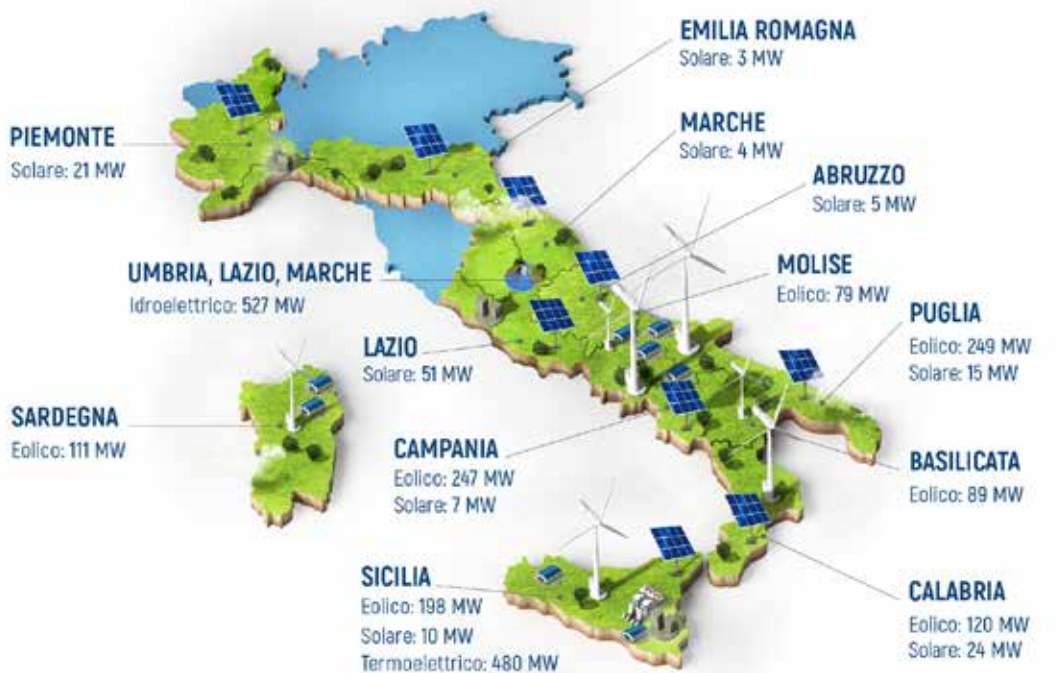 EMILIA ROMAGNA
Solare: 3 MW
PIEMONTE
Solare: 21 MW
MARCHE
Solare: 4 MW
ABRUZZO
Solare: 5 MW
UMBRIA, LAZIO, MARCHE
Idroelettrico: 527 MW
MOLISE
Eolico: 79 MW
PUGLIA
Eolico: 249 MW
Solare: 15 MW
LAZIO
Solare: 51 MW
SARDEGNA
Eolico: 111 MW
CAMPANIA
Eolico: 247 MW
Solare: 7 MW
BASILICATA
Eolico: 89 MW
SICILIA
Eolico: 198 MW
Solare: 10 MW
Termoelettrico: 480 MW
CALABRIA
Eolico: 120 MW
Solare: 24 MW